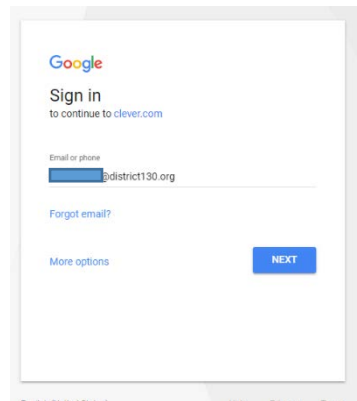 Google
Sign in
to continue to clever.com
Email or phone
@district130.org
Forgot email?
More options
NEXT